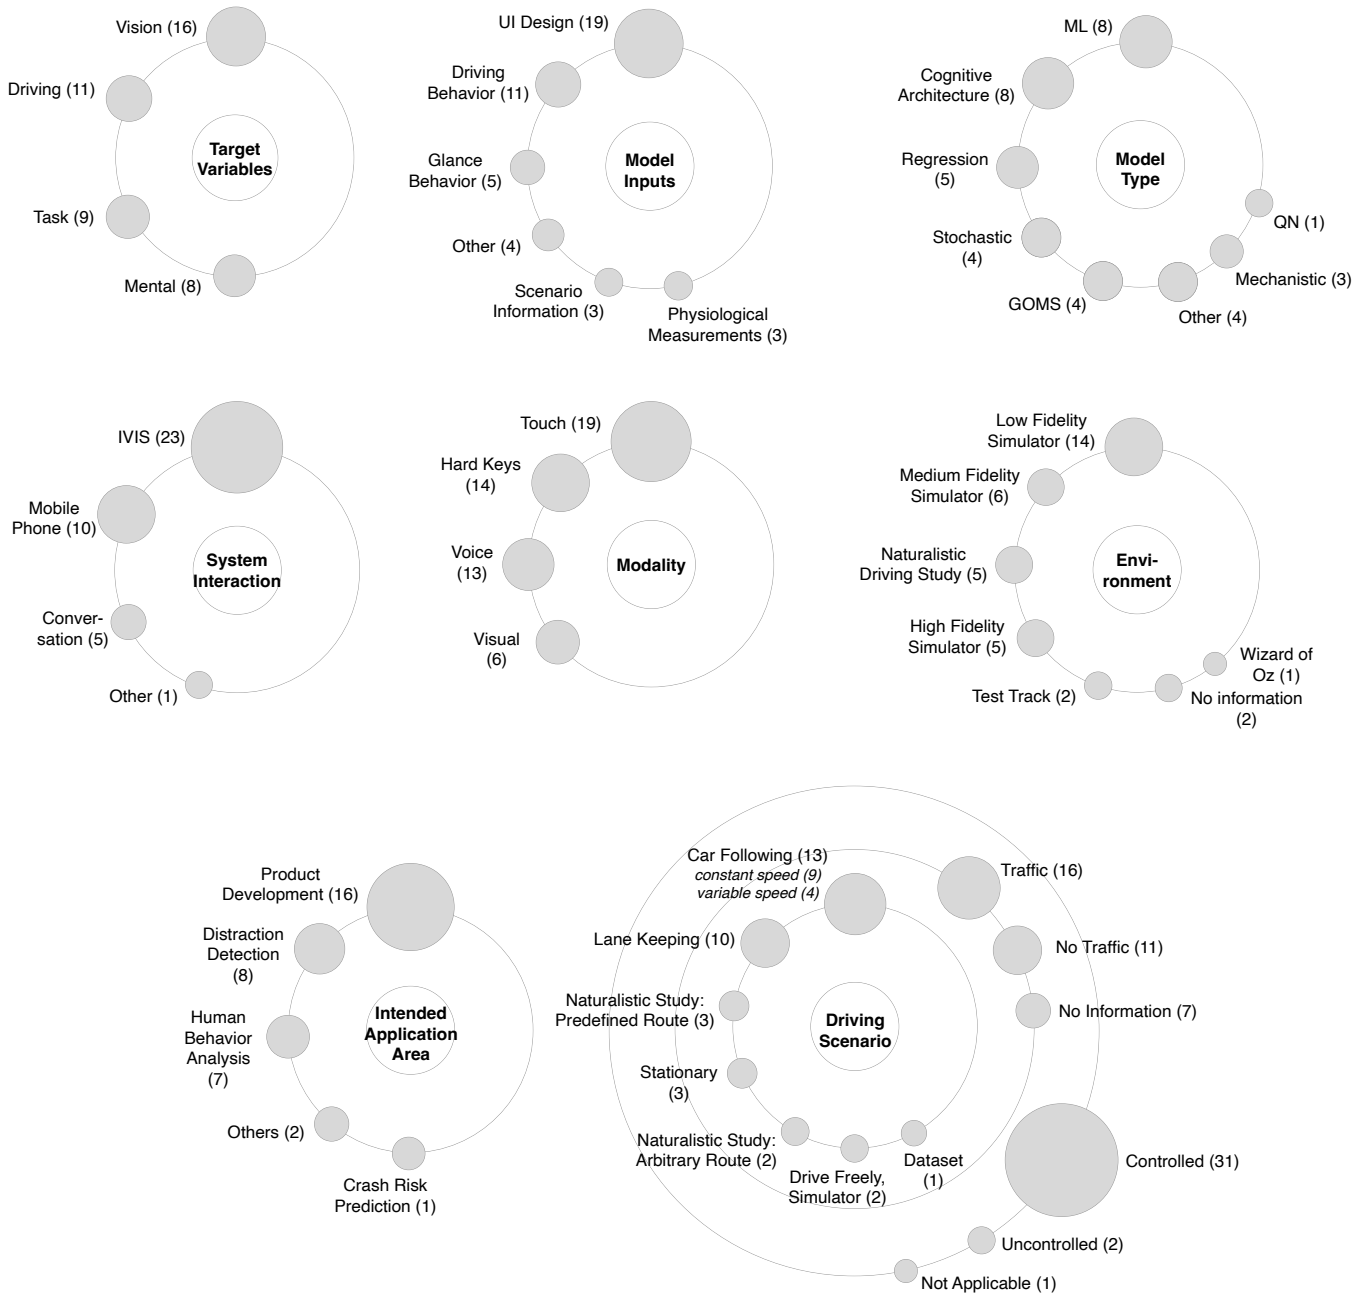 Vision (16)
Driving (11)
Target
Variables
Task (9)
Mental (8)
UI Design (19)
Driving
Behavior (11)
Glance
Behavior (5)
Model
Inputs
Other (4)
Scenario
Information (3)
Physiological
Measurements (3)
ML (8)
Cognitive
Architecture (8)
Regression
(5)
Model
Type
Stochastic
(4)
GOMS (4)
Other (4)
Mechanistic (3)
QN (1)
IVIS (23)
Mobile
Phone (10)
System
Interaction
Conver-
sation (5)
Other (1)
Touch (19)
Hard Keys
(14)
Voice
(13)
Modality
Visual
(6)
Low Fidelity
Simulator (14)
Medium Fidelity
Simulator (6)
Naturalistic
Driving Study (5)
Envi-
ronment
High Fidelity
Simulator (5)
Test Track (2)
No information
(2)
Wizard of
Oz (1)
Product
Development (16)
Distraction
Detection
(8)
Human
Behavior
Analysis
(7)
Intended
Application
Area
Others (2)
Crash Risk
Prediction (1)
Car Following (13)
constant speed (9)
variable speed (4)
Lane Keeping (10)
Naturalistic Study:
Predefined Route (3)
Driving
Scenario
Stationary
(3)
Naturalistic Study:
Arbitrary Route (2)
Drive Freely,
Simulator (2)
Dataset
(1)
Traffic (16)
No Traffic (11)
No Information (7)
Controlled (31)
Uncontrolled (2)
Not Applicable (1)